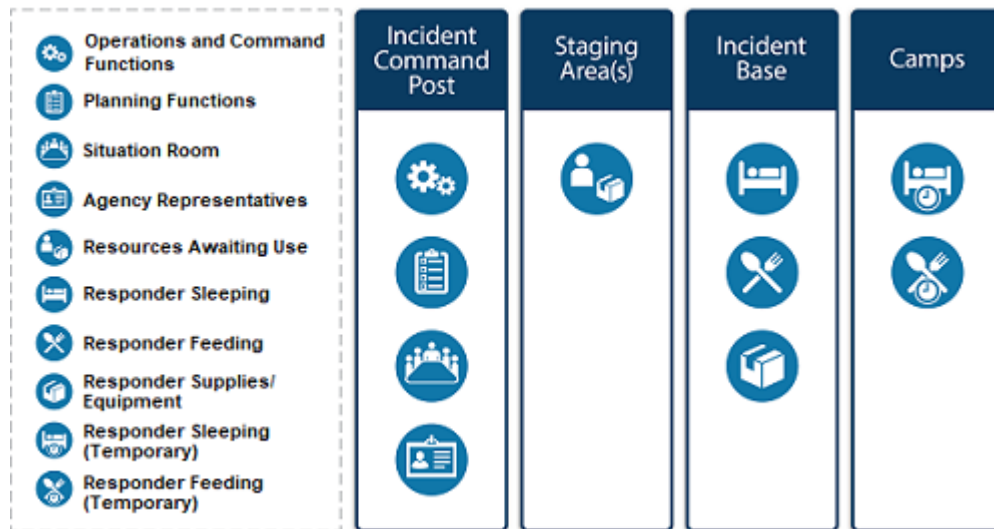 Operations and Command
Functions
Planning Functions
Situation Room
Agency Representatives
Resources Awaiting Use
Responder Sleeping
Responder Feeding
Responder Supplies/
Equipment
Responder Sleeping
(Temporary)
Responder Feeding
(Temporary)
Incident
Command
Post
Staging
Area(s)
Incident
Base
Camps